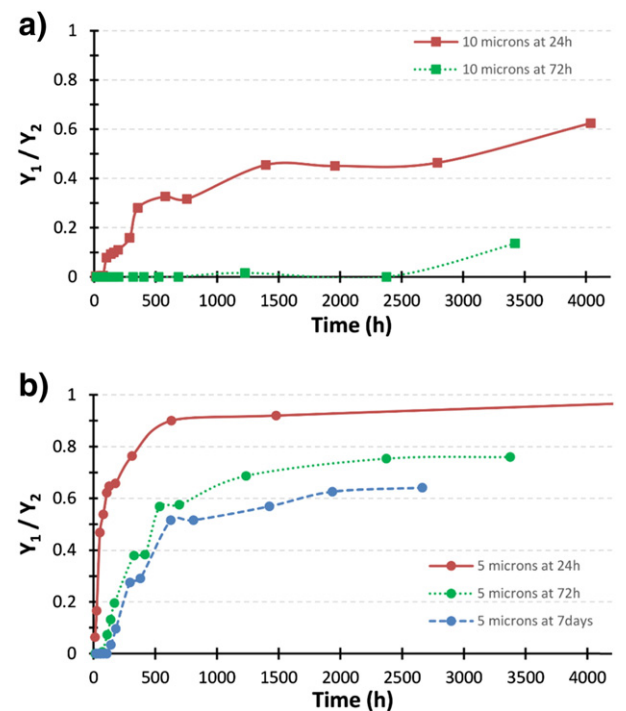 a)
1
0.8
0.6
0.4
0.2
0
Y1 / Y2
10 microns at 24h
10 microns at 72h
0 500 1000 1500 2000 2500 3000 3500 4000
Time (h)
b)
1
0.8
0.6
0.4
0.2
0
Y1 / Y2
5 microns at 24h
5 microns at 72h
5 microns at 7days
0 500 1000 1500 2000 2500 3000 3500 4000
Time (h)